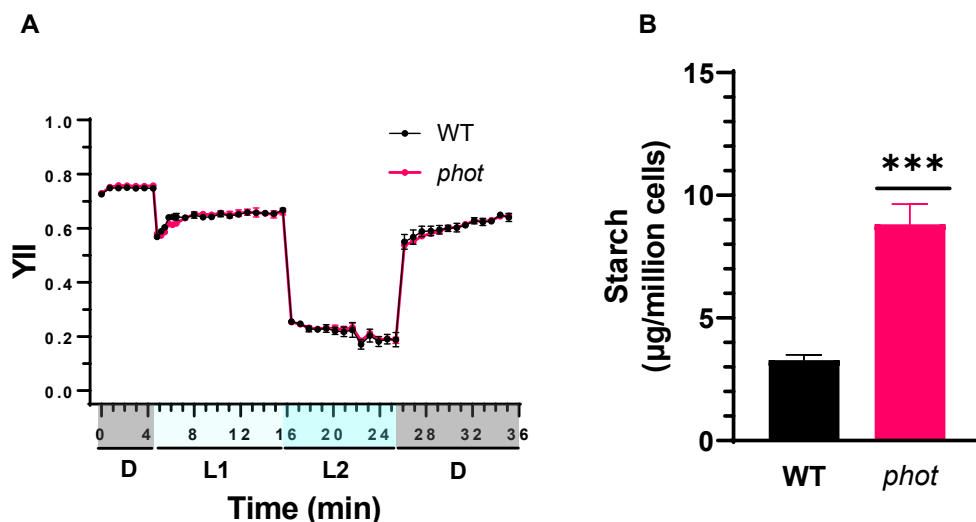 A
B
1.0
0.8
0.6
0.4
0.2
0.0
YII
WT
phot
0 4 8 12 16 20 24 28 32 36
D L1 L2 D
Time (min)
15
10
5
0
Starch
(µg/million cells)
***
WT phot